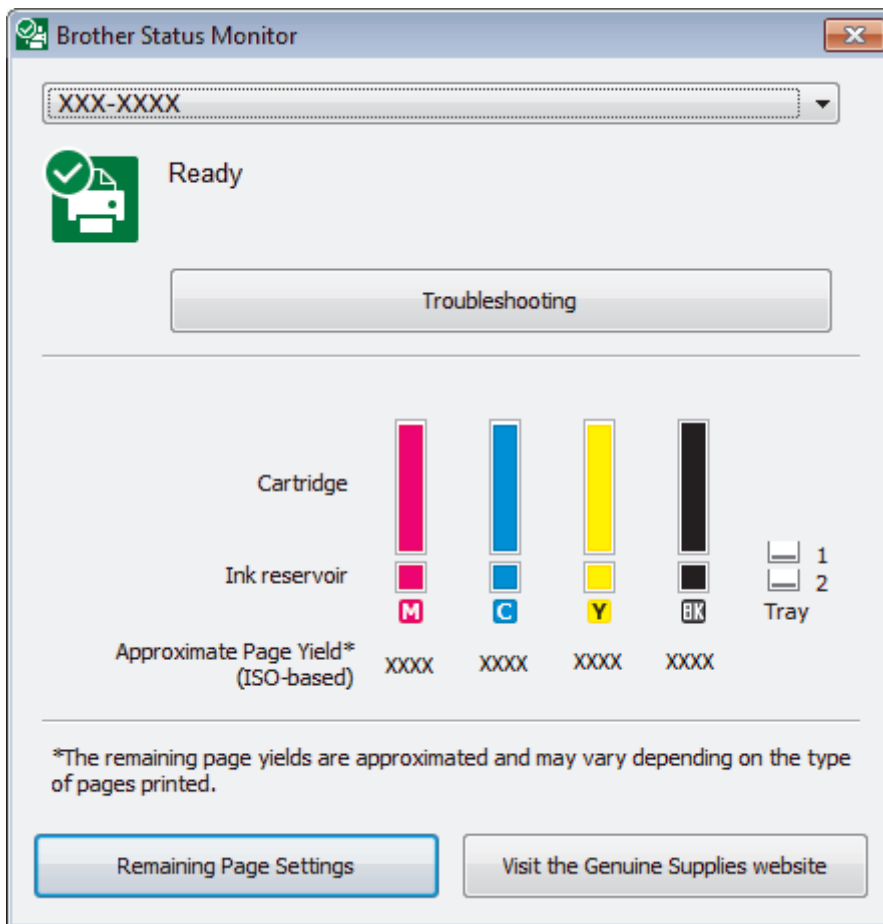 Brother Status Monitor
XXX-XXXX
Ready
Troubleshooting
Cartridge
Ink reservoir
1
2
M C Y BK Tray
Approximate Page Yield*
(ISO-based)
XXXX XXXX XXXX XXXX
*The remaining page yields are approximated and may vary depending on the type
of pages printed.
Remaining Page Settings
Visit the Genuine Supplies website